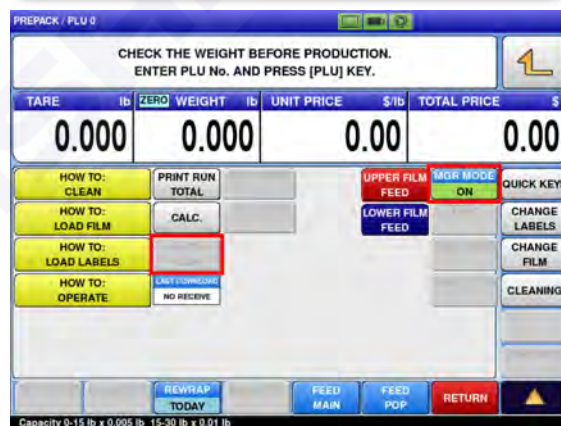 PREPACK / PLU 0
CHECK THE WEIGHT BEFORE PRODUCTION.
ENTER PLU No. AND PRESS [PLU] KEY.
TARE lb ZERO WEIGHT lb UNIT PRICE $/lb TOTAL PRICE $
0.000 0.000 0.00 0.00
HOW TO:
CLEAN
PRINT RUN
TOTAL
UPPER FILM
FEED
MGR MODE
ON
QUICK KEY
HOW TO:
LOAD FILM
CALC.
LOWER FILM
FEED
CHANGE
LABELS
HOW TO:
LOAD LABELS
CHANGE
FILM
HOW TO:
OPERATE
LAST DOWNLOAD
NO RECEIVE
CLEANING
REWRAP
TODAY
FEED
MAIN
FEED
POP
RETURN
Capacity 0-15 lb x 0.005 lb 15-30 lb x 0.01 lb